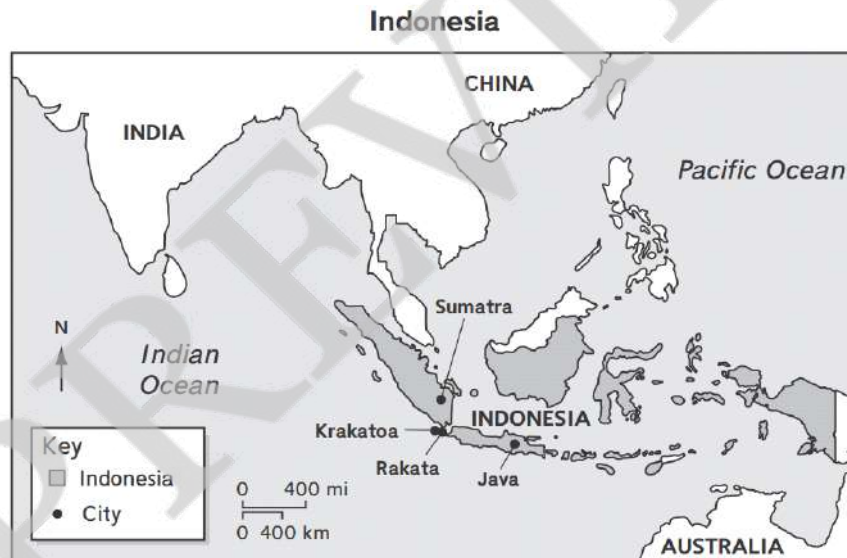 Indonesia
CHINA
INDIA
Pacific Ocean
Sumatra
N
Indian
Ocean
INDONESIA
Krakatoa
Rakata
Java
Key
Indonesia
City
0 400 mi
0 400 km
AUSTRALIA
PREVI